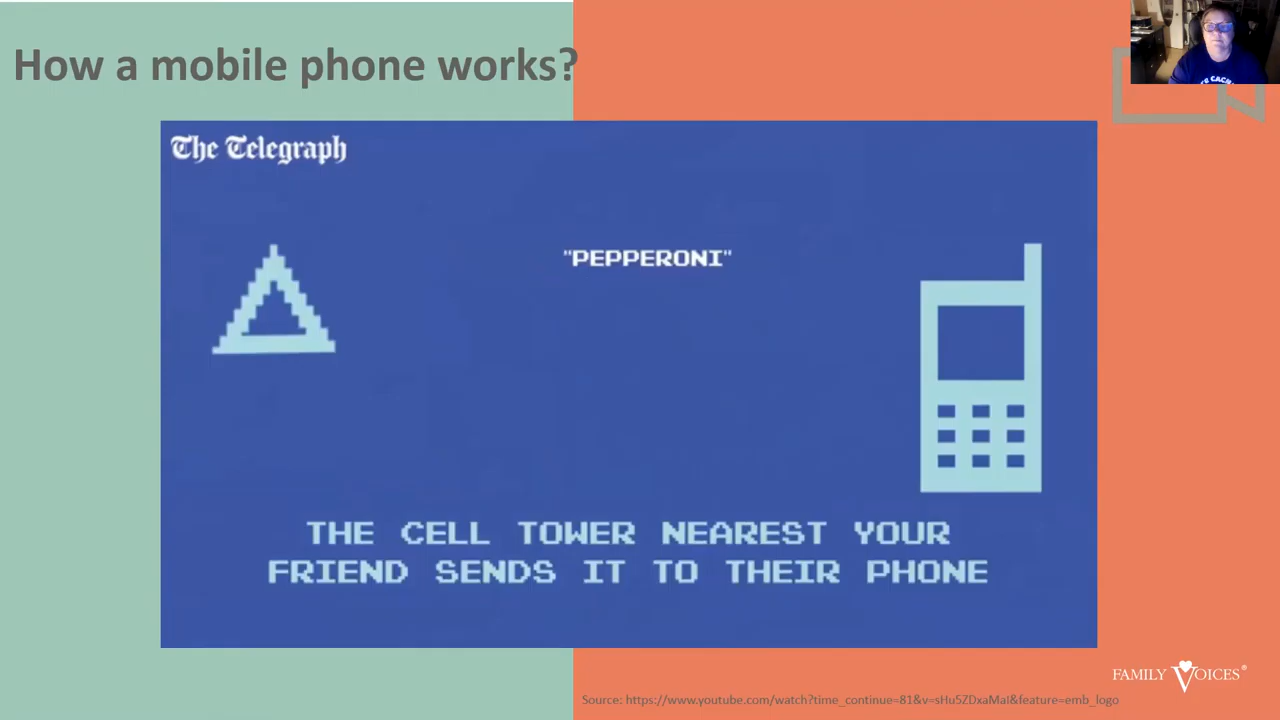 How a mobile phone works?
The Telegraph
"PEPPERONI"
THE CELL TOWER NEAREST YOUR
FRIEND SENDS IT TO THEIR PHONE
FAMILY VOICES®
Source: https://www.youtube.com/watch?time_continue=81&v=sHu5ZDxaMaI&feature=emb_logo